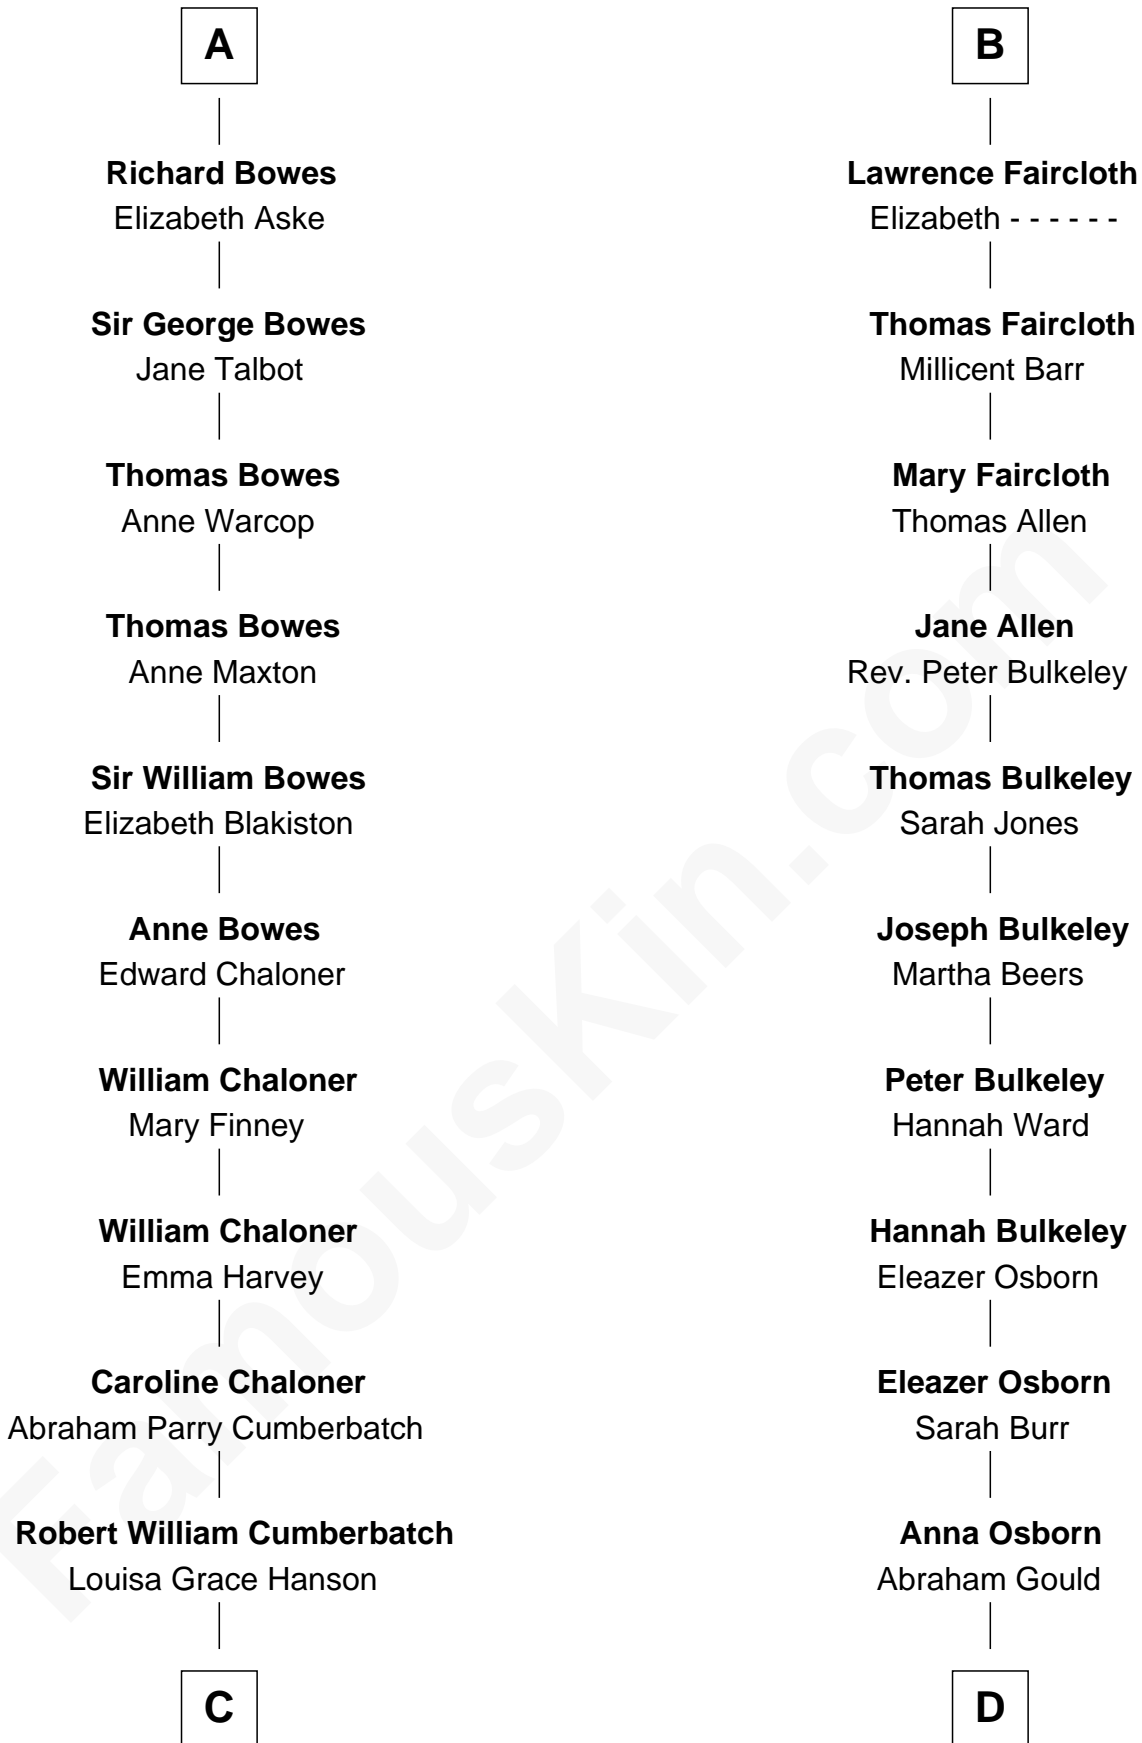 A
Richard Bowes
Elizabeth Aske
Sir George Bowes
Jane Talbot
Thomas Bowes
Anne Warcop
Thomas Bowes
Anne Maxton
Sir William Bowes
Elizabeth Blakiston
Anne Bowes
Edward Chaloner
William Chaloner
Mary Finney
William Chaloner
Emma Harvey
Caroline Chaloner
Abraham Parry Cumberbatch
Robert William Cumberbatch
Louisa Grace Hanson
C
B
Lawrence Faircloth
Elizabeth - - - - - -
Thomas Faircloth
Millicent Barr
Mary Faircloth
Thomas Allen
Jane Allen
Rev. Peter Bulkeley
Thomas Bulkeley
Sarah Jones
Joseph Bulkeley
Martha Beers
Peter Bulkeley
Hannah Ward
Hannah Bulkeley
Eleazer Osborn
Eleazer Osborn
Sarah Burr
Anna Osborn
Abraham Gould
D
FamousKin.com